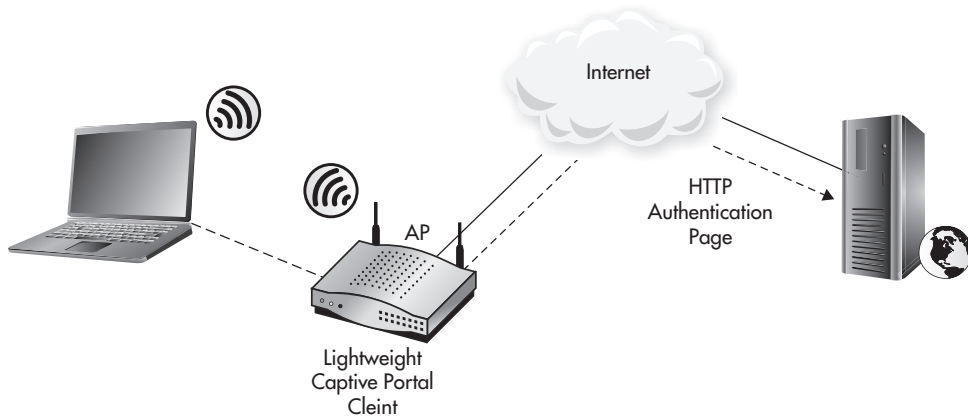 Internet
HTTP
Authentication
Page
AP
Lightweight
Captive Portal
Cleint